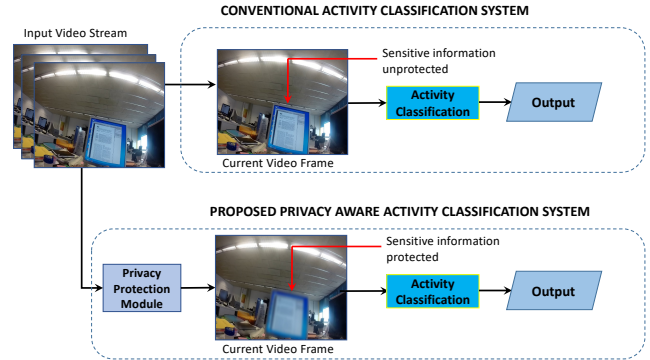 CONVENTIONAL ACTIVITY CLASSIFICATION SYSTEM
Input Video Stream
Sensitive information
unprotected
Activity
Classification
Output
Current Video Frame
PROPOSED PRIVACY AWARE ACTIVITY CLASSIFICATION SYSTEM
Sensitive information
protected
Privacy
Protection
Module
Activity
Classification
Output
Current Video Frame